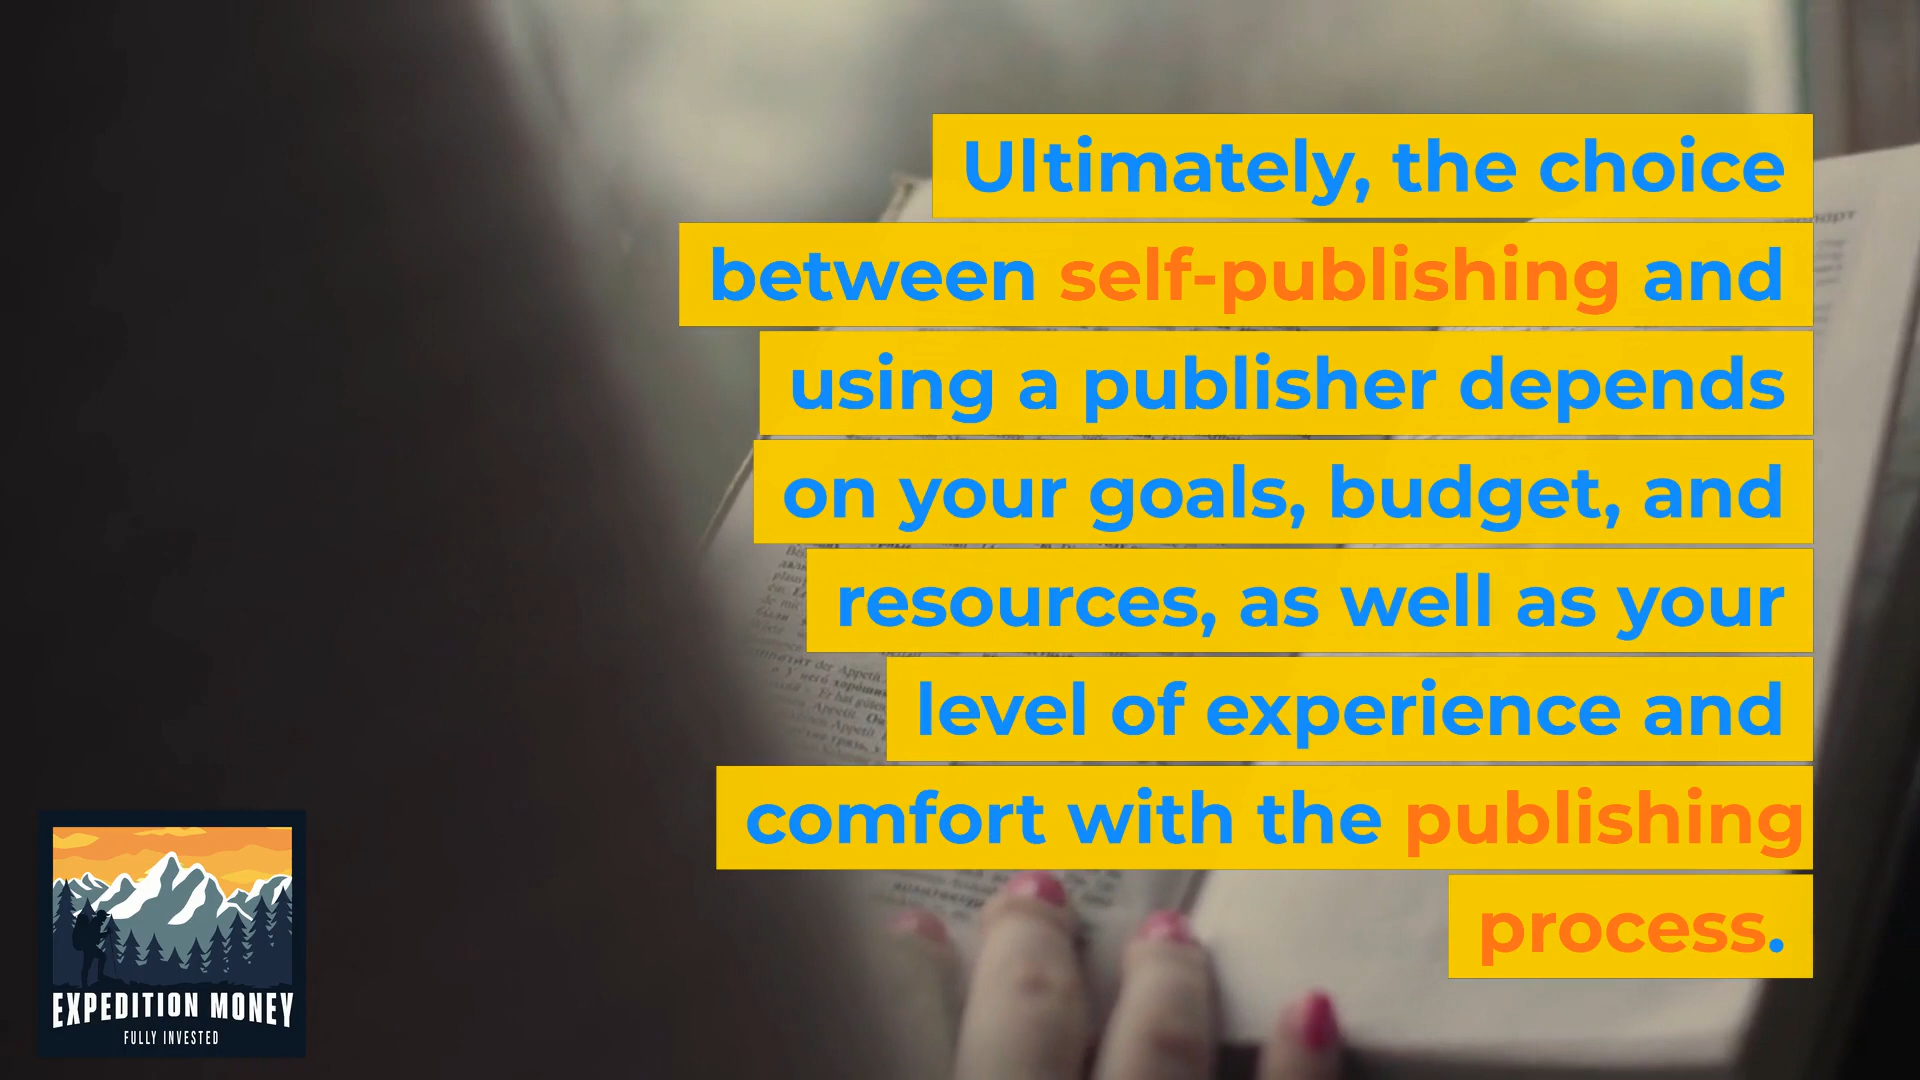 Ultimately, the choice
between self-publishing and
using a publisher depends
on your goals, budget, and
resources, as well as your
level of experience and
comfort with the publishing
process.
EXPEDITION MONEY
FULLY INVESTED